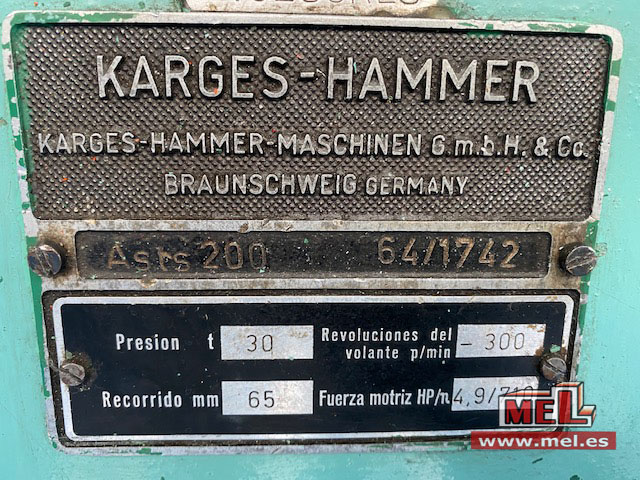 KARGES-HAMMER
KARGES-HAMMER-MASCHINEN G.m.b.H. & Co.
BRAUNSCHWEIG GERMANY
Asts 200 64/1742
Presion t 30 Revoluciones del volante p/min - 300
Recorrido mm 65 Fuerza motriz HP/n 4,9/710
MEL
www.mel.es